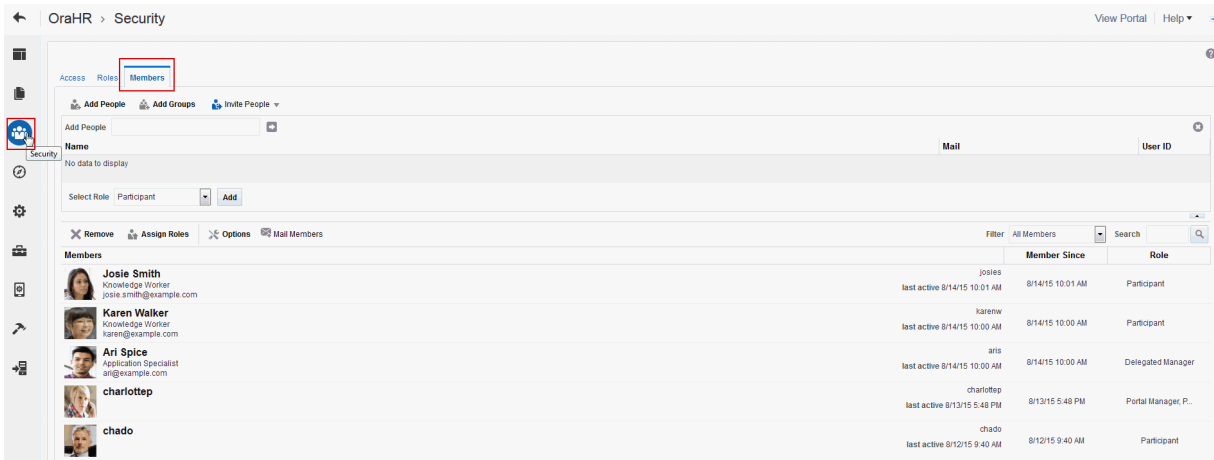 OraHR > Security
View Portal Help
Access Roles Members
Add People Add Groups Invite People
Add People
Security
Name Mail User ID
No data to display
Select Role Participant Add
Remove Assign Roles Options Mail Members Filter All Members Search
Members Member Since Role
Josie Smith josies
Knowledge Worker 8/14/15 10:01 AM Participant
josie.smith@example.com last active 8/14/15 10:01 AM
Karen Walker karenw
Knowledge Worker 8/14/15 10:00 AM Participant
karen@example.com last active 8/14/15 10:00 AM
Ari Spice aris
Application Specialist 8/14/15 10:00 AM Delegated Manager
ari@example.com last active 8/14/15 10:00 AM
charlottep charlottep
last active 8/13/15 5:48 PM 8/13/15 5:48 PM Portal Manager, P...
chado chado
last active 8/12/15 9:40 AM 8/12/15 9:40 AM Participant